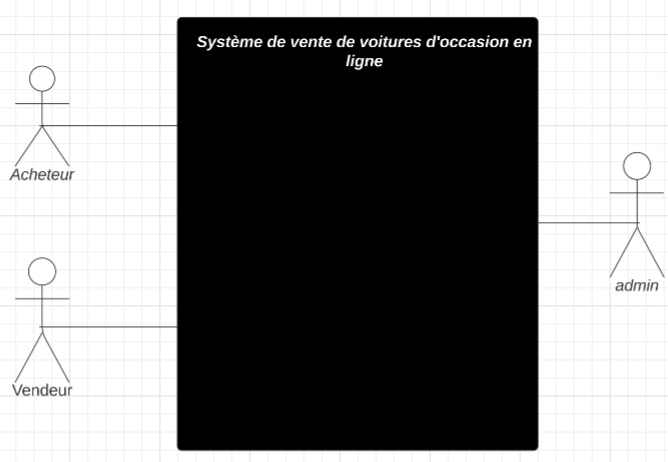 Système de vente de voitures d'occasion en
ligne
Acheteur
admin
Vendeur